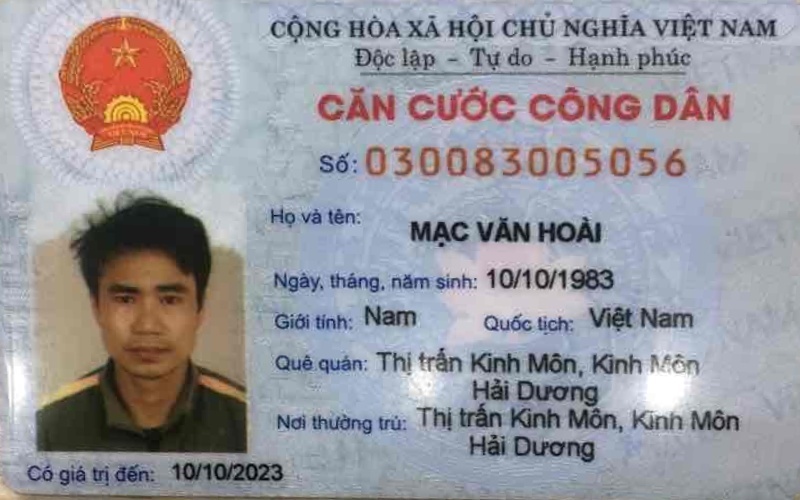 CỘNG HÒA XÃ HỘI CHỦ NGHĨA VIỆT NAM
Độc lập - Tự do - Hạnh phúc
CĂN CƯỚC CÔNG DÂN
Số: 030083005056
Họ và tên: MẠC VĂN HOÀI
Ngày, tháng, năm sinh: 10/10/1983
Giới tính: Nam Quốc tịch: Việt Nam
Quê quán: Thị trấn Kinh Môn, Kinh Môn
Hải Dương
Nơi thường trú: Thị trấn Kinh Môn, Kinh Môn
Hải Dương
Có giá trị đến: 10/10/2023